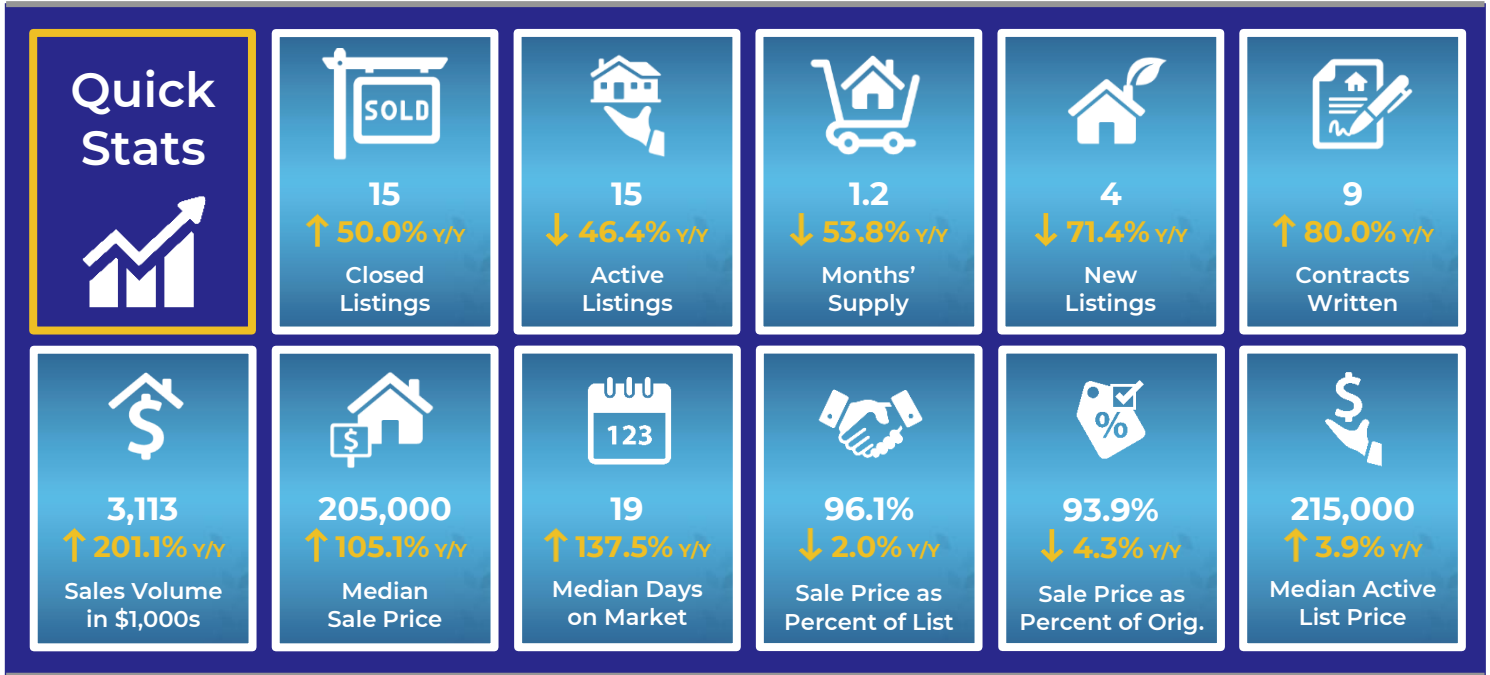 Quick
Stats
SOLD
15
↑ 50.0% Y/Y
Closed
Listings
15
↓ 46.4% Y/Y
Active
Listings
1.2
↓ 53.8% Y/Y
Months’
Supply
4
↓ 71.4% Y/Y
New
Listings
9
↑ 80.0% Y/Y
Contracts
Written
$
3,113
↑ 201.1% Y/Y
Sales Volume
in $1,000s
$
205,000
↑ 105.1% Y/Y
Median
Sale Price
123
19
↑ 137.5% Y/Y
Median Days
on Market
96.1%
↓ 2.0% Y/Y
Sale Price as
Percent of List
%
93.9%
↓ 4.3% Y/Y
Sale Price as
Percent of Orig.
$
215,000
↑ 3.9% Y/Y
Median Active
List Price